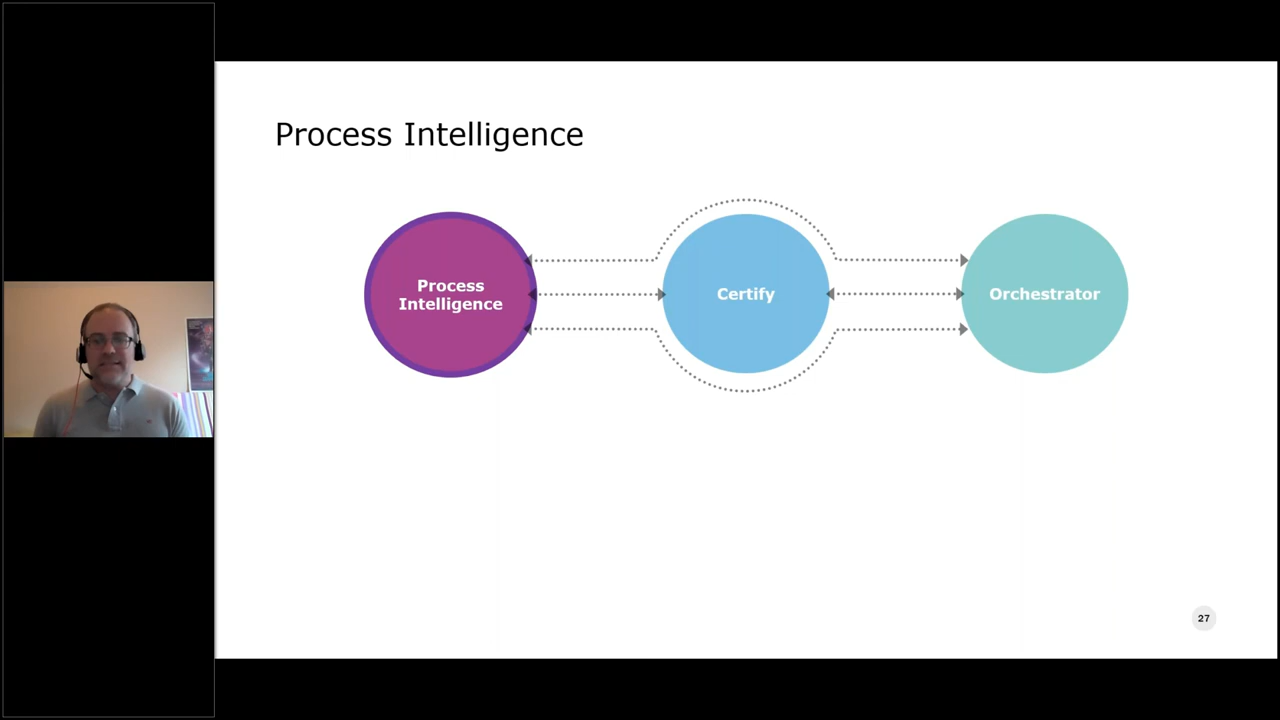 Process Intelligence
Process
Intelligence
Certify
Orchestrator
27